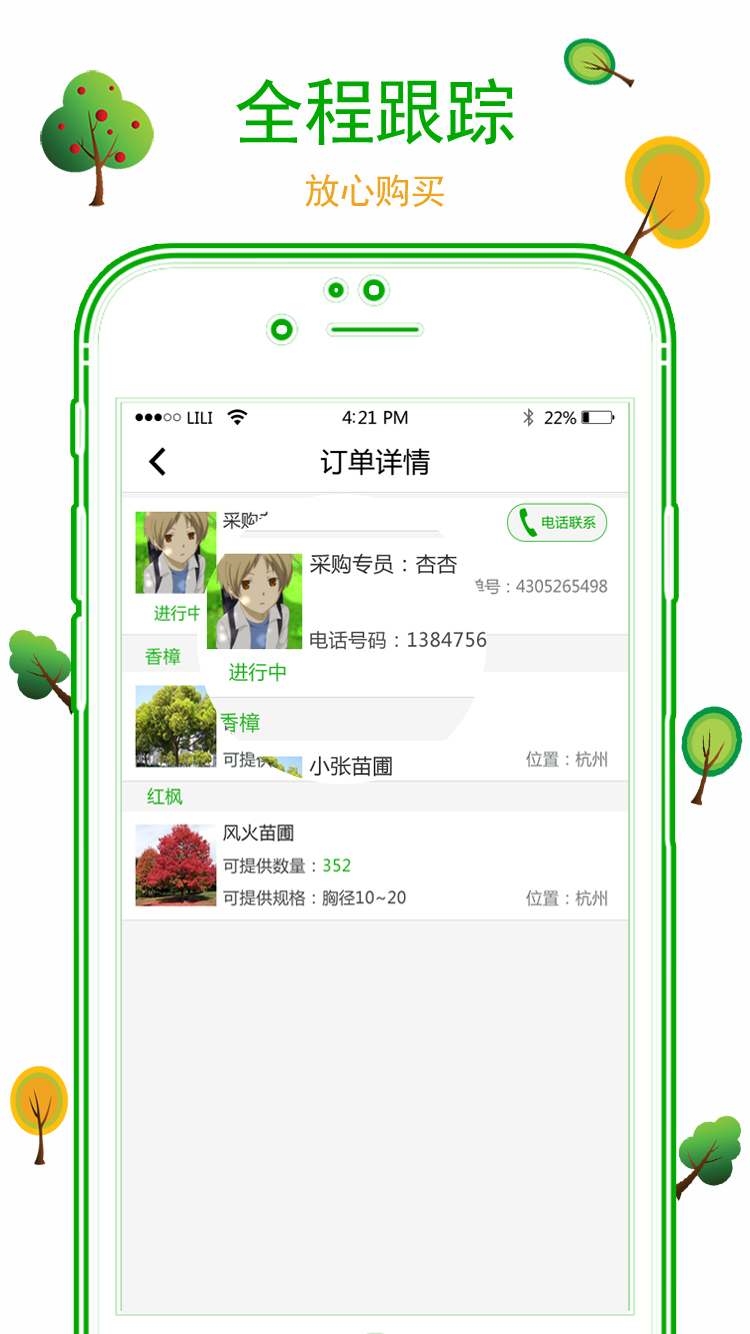 全程跟踪
放心购买
LILI 4:21 PM 22%
订单详情
采购
电话联系
采购专员：杏杏
号：4305265498
电话号码：1384756
进行中
进行中
香樟
香樟
可提供
小张苗圃
位置：杭州
红枫
风火苗圃
可提供数量：352
可提供规格：胸径10~20
位置：杭州